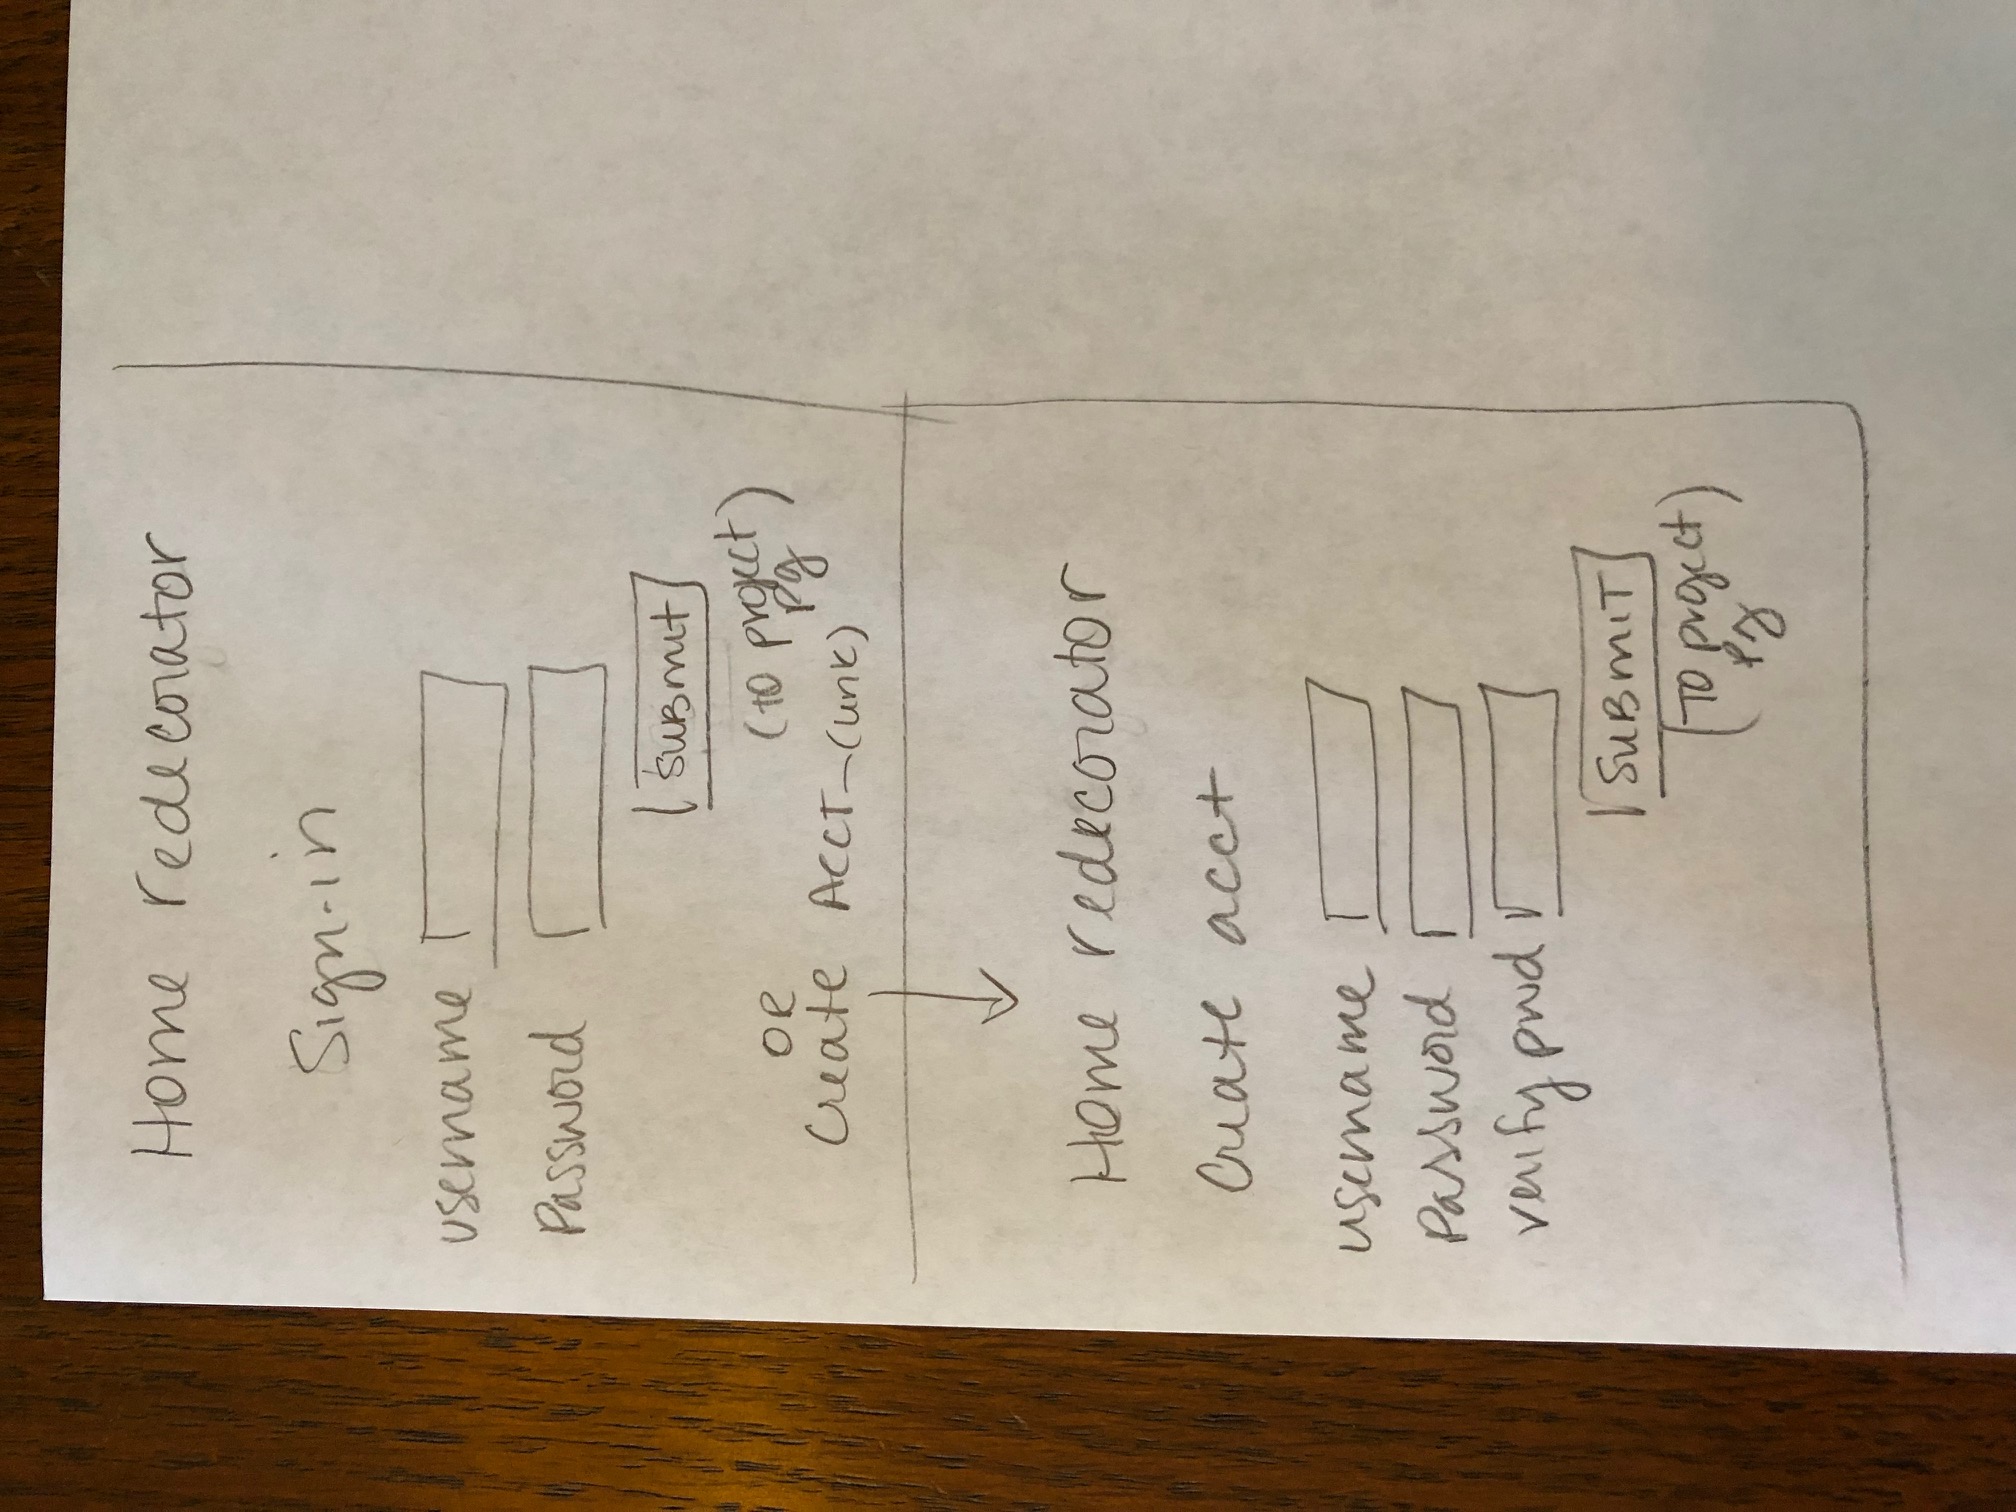 Home redecorator
Sign-in
username
Password
SUBMIT
(to project
pg)
OR
Create ACCT-(link)
Home redecorator
Create acct
username
Password
verify pwd
SUBMIT
(TO project)
Pg